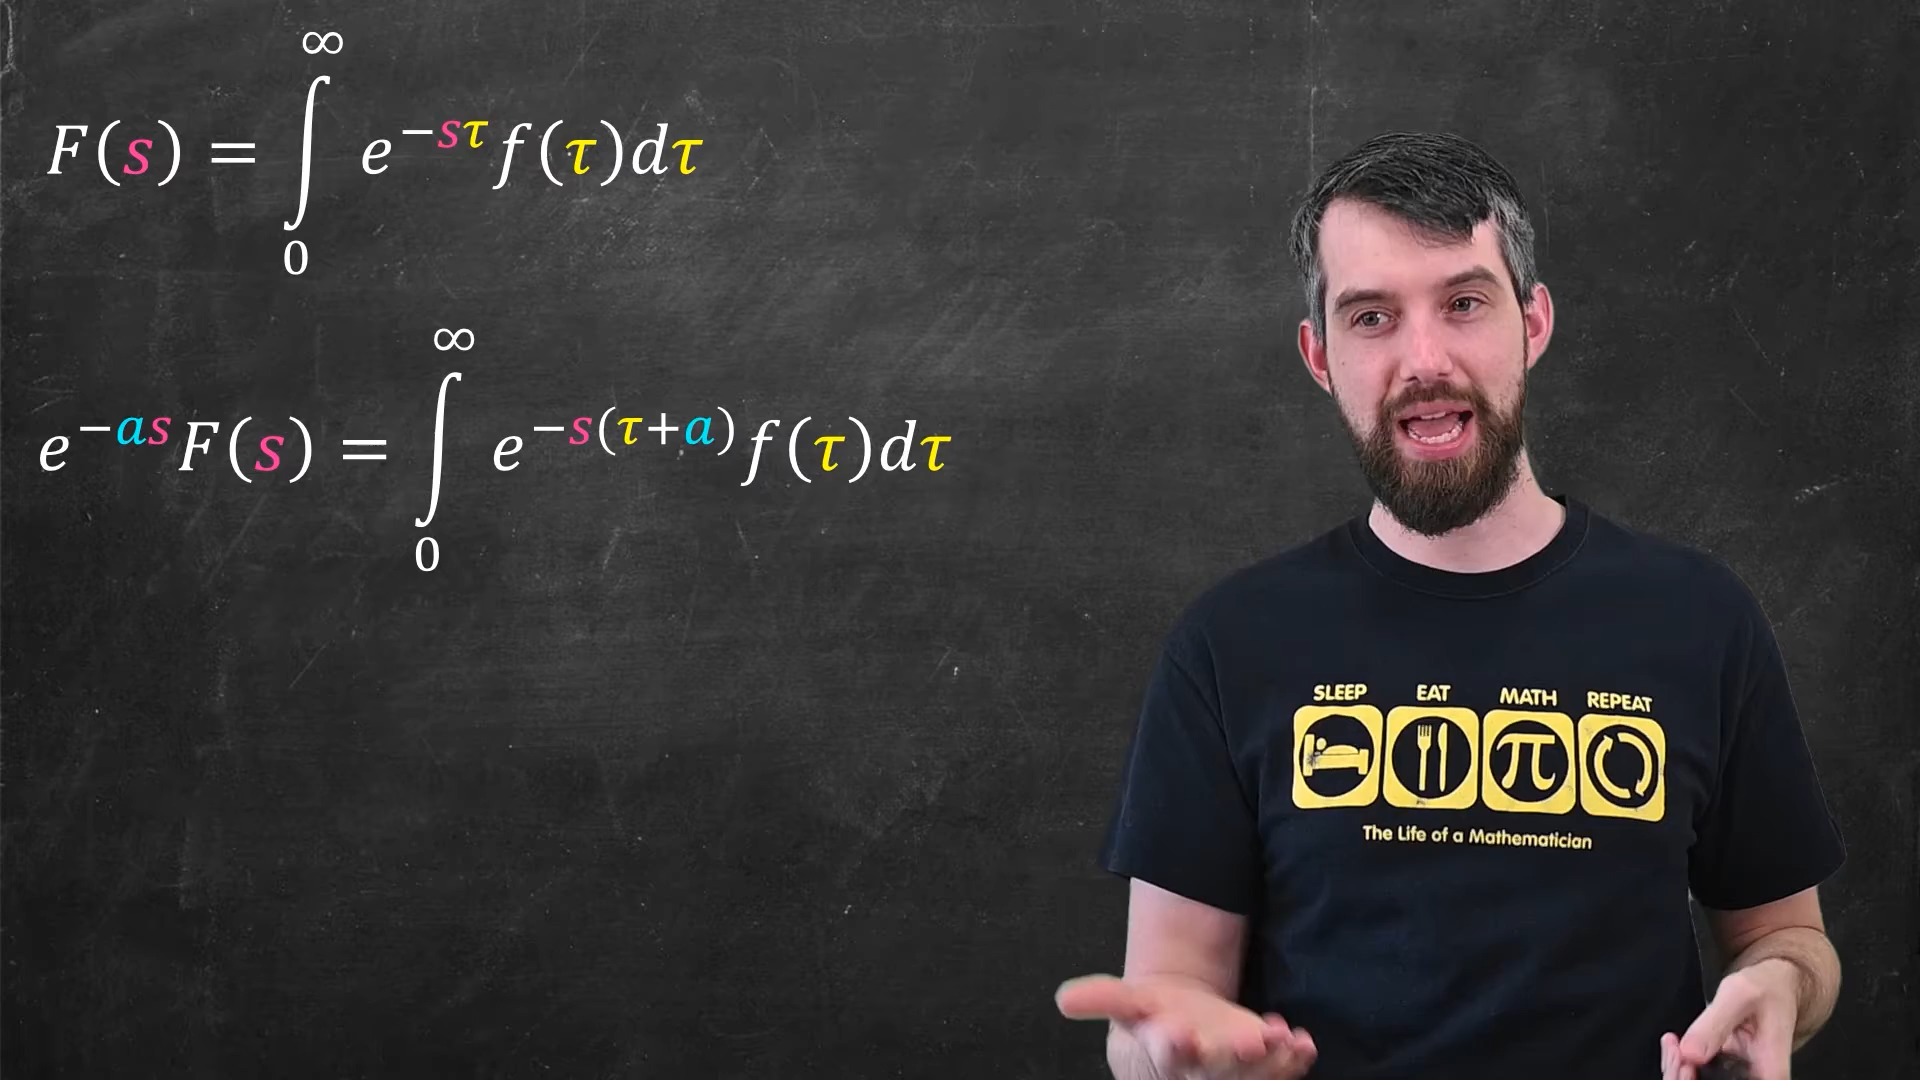 F(s) = ∫₀^∞ e^{−sτ} f(τ)dτ
e^{−as}F(s) = ∫₀^∞ e^{−s(τ+a)} f(τ)dτ
SLEEP EAT MATH REPEAT
π
The Life of a Mathematician